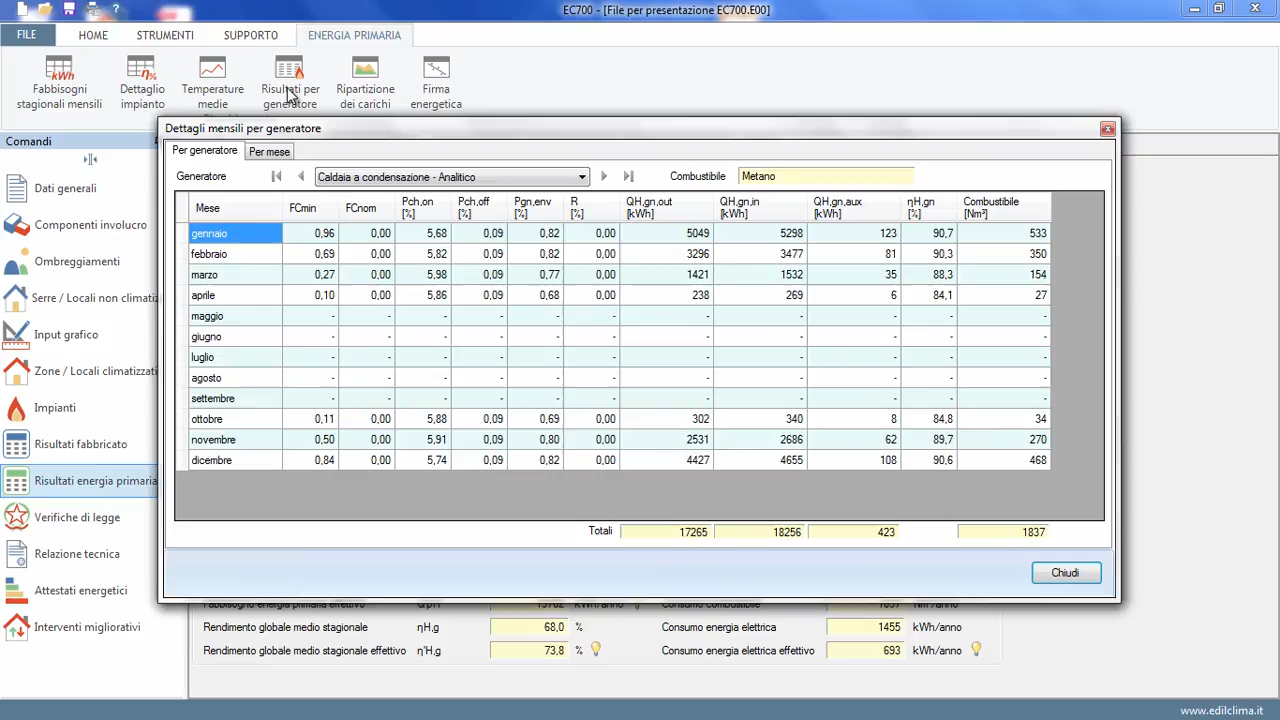 EC700 - [File per presentazione EC700.E00]
FILE HOME STRUMENTI SUPPORTO ENERGIA PRIMARIA
kWh η% 
Fabbisogni stagionali mensili
Dettaglio impianto
Temperature medie
Risultati per generatore
Ripartizione dei carichi
Firma energetica
Comandi
Dati generali
Componenti involucro
Ombreggiamenti
Serre / Locali non climatiz
Input grafico
Zone / Locali climatizzati
Impianti
Risultati fabbricato
Risultati energia primaria
Verifiche di legge
Relazione tecnica
Attestati energetici
Interventi migliorativi
Dettagli mensili per generatore
Per generatore Per mese
Generatore Caldaia a condensazione - Analitico Combustibile Metano
Mese FCmin FCnom Pch,on [%] Pch,off [%] Pgn,env [%] R [%] QH,gn,out [kWh] QH,gn,in [kWh] QH,gn,aux [kWh] ηH,gn [%] Combustibile [Nm³]
gennaio 0,96 0,00 5,68 0,09 0,82 0,00 5049 5298 123 90,7 533
febbraio 0,69 0,00 5,82 0,09 0,82 0,00 3296 3477 81 90,3 350
marzo 0,27 0,00 5,98 0,09 0,77 0,00 1421 1532 35 88,3 154
aprile 0,10 0,00 5,86 0,09 0,68 0,00 238 269 6 84,1 27
maggio - - - - - - - - - - -
giugno - - - - - - - - - - -
luglio - - - - - - - - - - -
agosto - - - - - - - - - - -
settembre - - - - - - - - - - -
ottobre 0,11 0,00 5,88 0,09 0,69 0,00 302 340 8 84,8 34
novembre 0,50 0,00 5,91 0,09 0,80 0,00 2531 2686 62 89,7 270
dicembre 0,84 0,00 5,74 0,09 0,82 0,00 4427 4655 108 90,6 468
Totali 17265 18256 423 1837
Chiudi
Fabbisogno energia primaria effettivo kWh/anno Consumo combustibile Nm³/anno
Rendimento globale medio stagionale ηH,g 68,0 % Consumo energia elettrica 1455 kWh/anno
Rendimento globale medio stagionale effettivo η'H,g 73,8 % Consumo energia elettrica effettivo 693 kWh/anno
www.edilclima.it